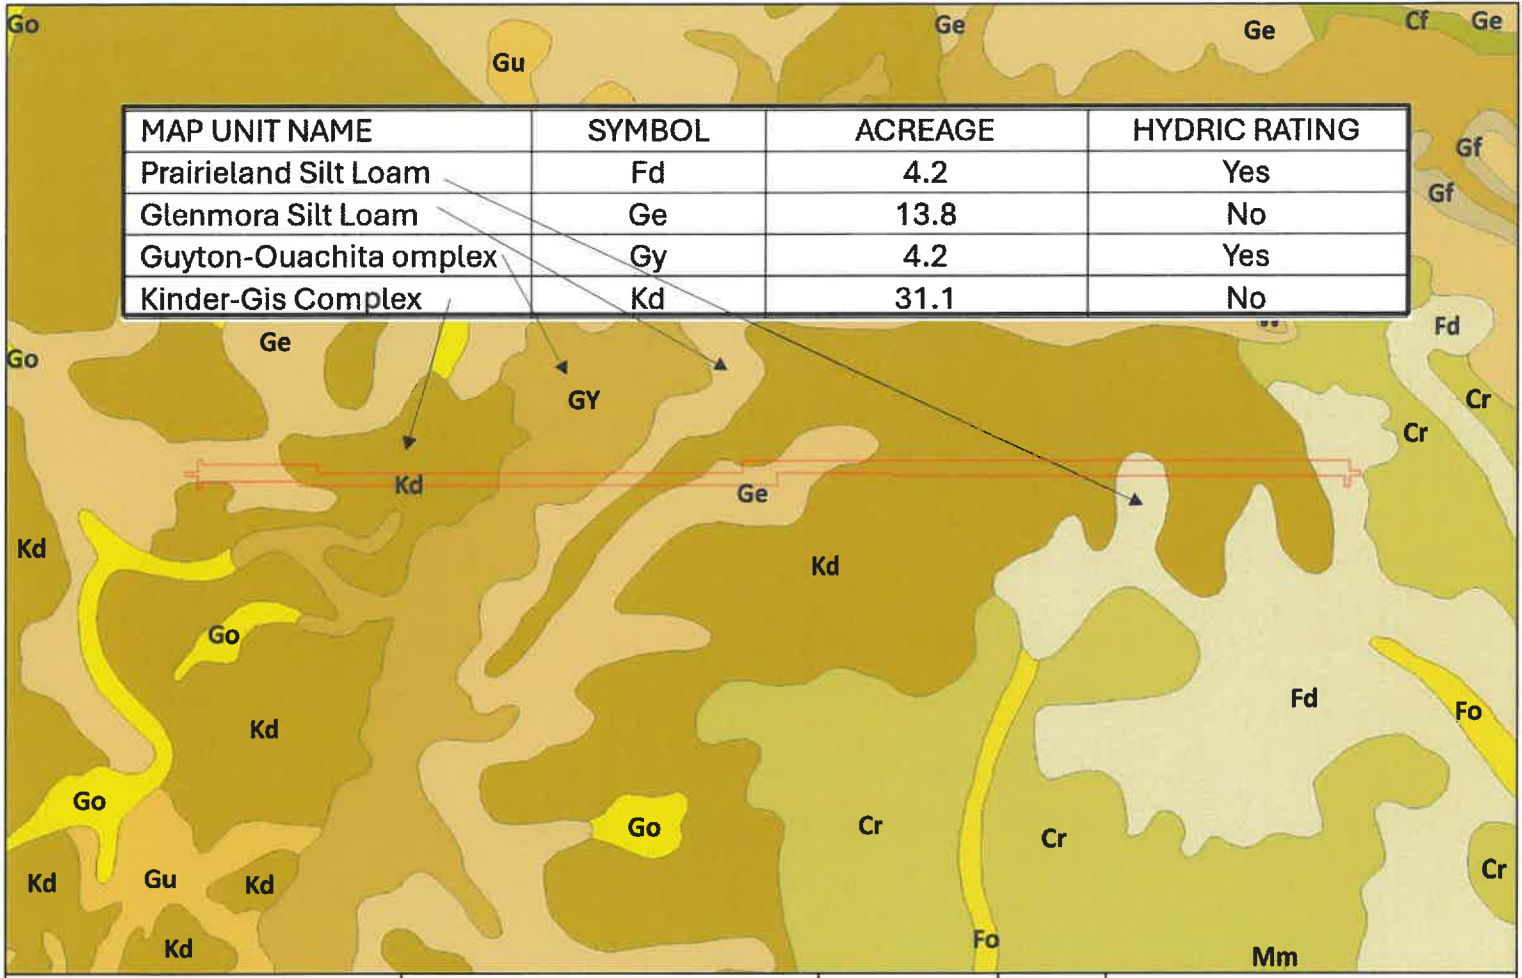 Go
Ge
Ge
Cf
Ge
Gu
MAP UNIT NAME SYMBOL ACREAGE HYDRIC RATING
Prairieland Silt Loam Fd 4.2 Yes
Glenmora Silt Loam Ge 13.8 No
Guyton-Ouachita omplex Gy 4.2 Yes
Kinder-Gis Complex Kd 31.1 No
Gf
Gf
Go
Ge
Fd
GY
Cr
Cr
Kd
Ge
Kd
Kd
Go
Kd
Fd
Fo
Go
Go
Cr
Cr
Kd
Gu
Kd
Cr
Kd
Fo
Mm